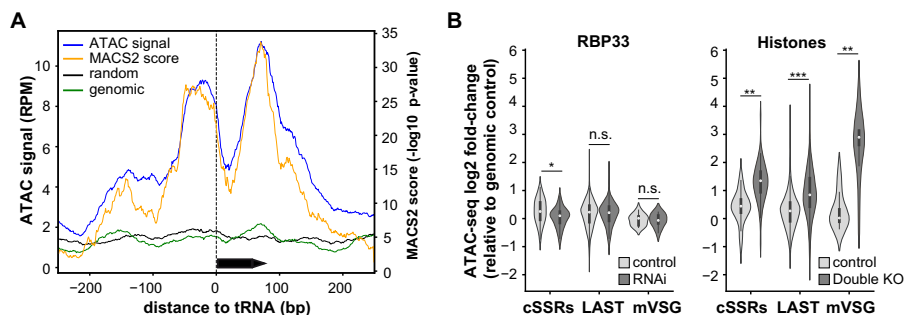 A
ATAC signal (RPM)
10
8
6
4
2
0
ATAC signal
MACS2 score
random
genomic
35
30
25
20
15
10
5
0
MACS2 score (-log10 p-value)
−200
−100
0
100
200
distance to tRNA (bp)
B
ATAC-seq log2 fold-change
(relative to genomic control)
RBP33
6
5
4
3
2
1
0
1
−2
*
n.s.
n.s.
control
RNAi
cSSRs LAST mVSG
Histones
6
5
4
3
2
1
0
1
−2
**
***
**
control
Double KO
cSSRs LAST mVSG